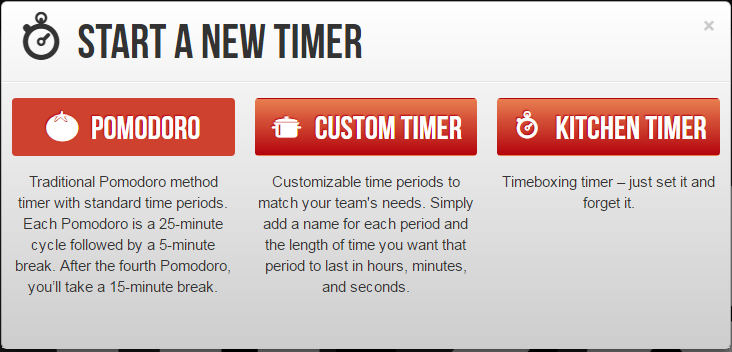 START A NEW TIMER
×
POMODORO
Traditional Pomodoro method
timer with standard time periods.
Each Pomodoro is a 25-minute
cycle followed by a 5-minute
break. After the fourth Pomodoro,
you’ll take a 15-minute break.
CUSTOM TIMER
Customizable time periods to
match your team's needs. Simply
add a name for each period and
the length of time you want that
period to last in hours, minutes,
and seconds.
KITCHEN TIMER
Timeboxing timer – just set it and
forget it.